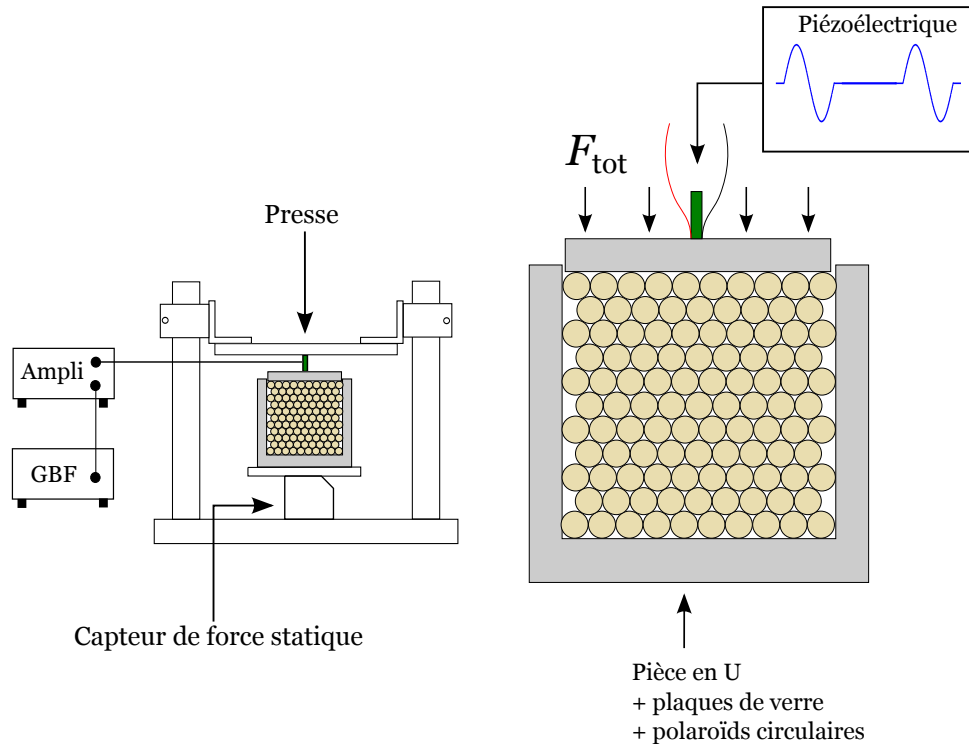 Piézoélectrique
F_tot
Presse
Ampli
GBF
Capteur de force statique
Pièce en U
+ plaques de verre
+ polaroïds circulaires